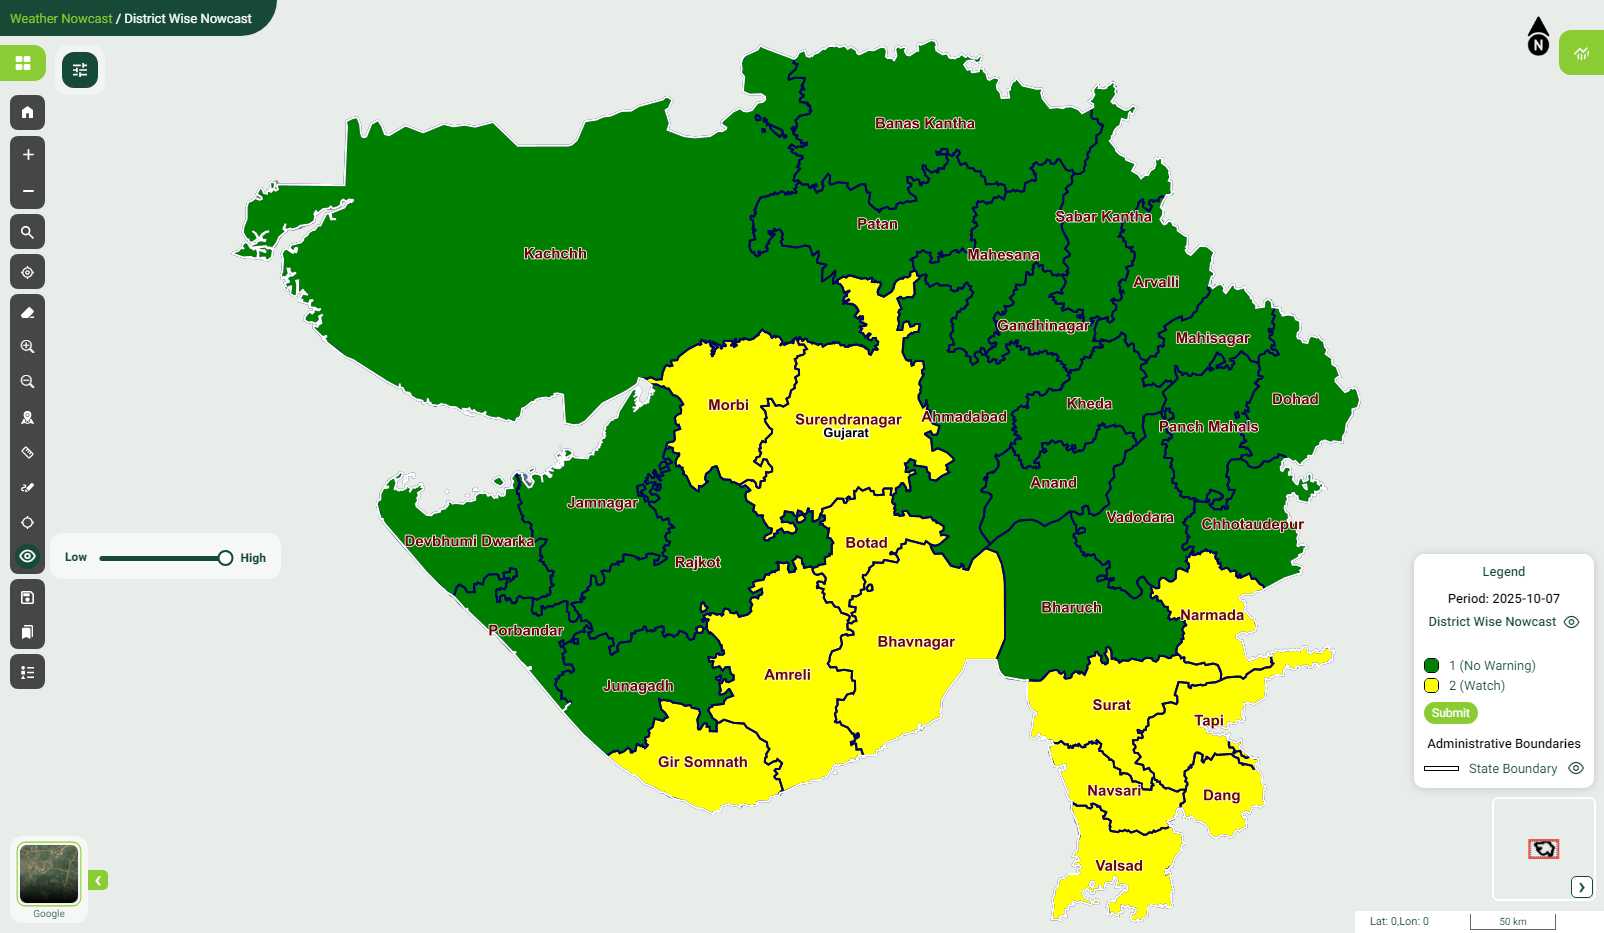 Weather Nowcast / District Wise Nowcast
N
Banas Kantha
Sabar Kantha
Patan
Kachchh
Mahesana
Arvalli
Gandhinagar
Mahisagar
Dohad
Morbi
Kheda
Surendranagar
Ahmadabad
Gujarat
Panch Mahals
Anand
Jamnagar
Vadodara
Chhotaudepur
Devbhumi Dwarka
Botad
Rajkot
Low
High
Bharuch
Narmada
Porbandar
Bhavnagar
Amreli
Junagadh
Surat
Tapi
Gir Somnath
Navsari
Dang
Valsad
Legend
Period: 2025-10-07
District Wise Nowcast
1 (No Warning)
2 (Watch)
Submit
Administrative Boundaries
State Boundary
Google
Lat: 0,Lon: 0
50 km